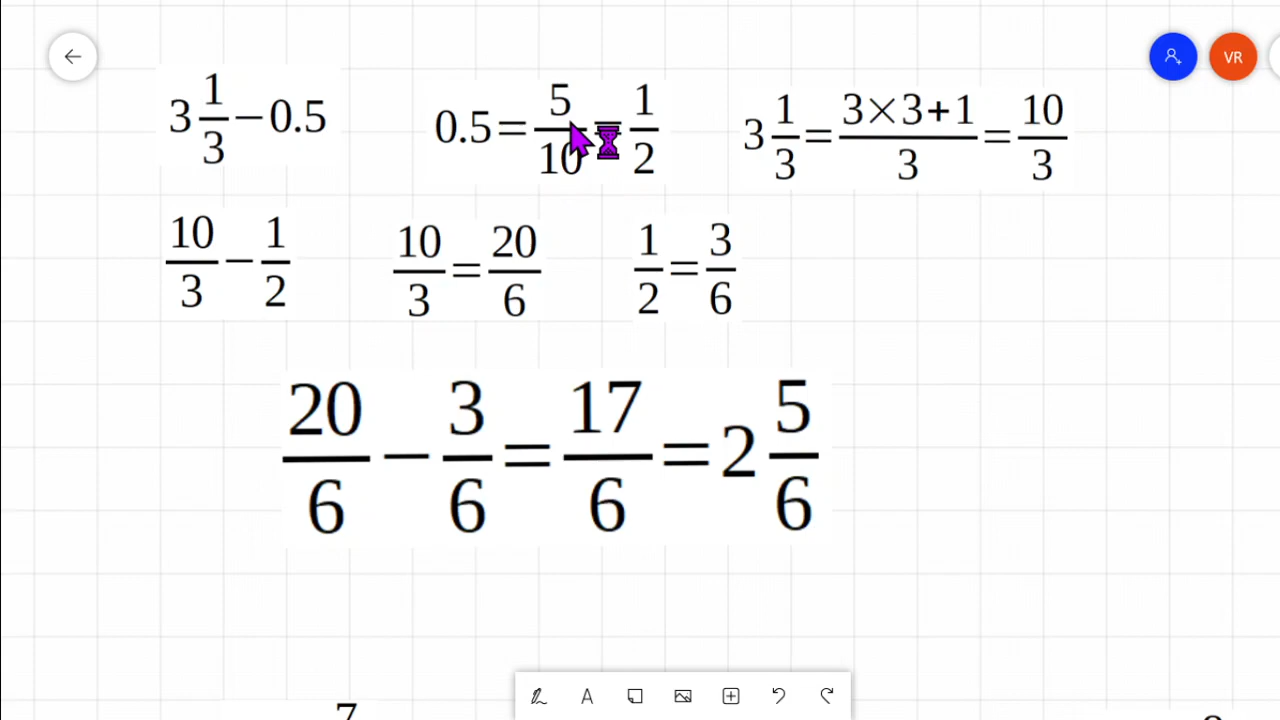 VR
3 1/3 − 0.5
0.5 = 5/10 = 1/2
3 1/3 = (3×3+1)/3 = 10/3
10/3 − 1/2
10/3 = 20/6
1/2 = 3/6
20/6 − 3/6 = 17/6 = 2 5/6
A
7